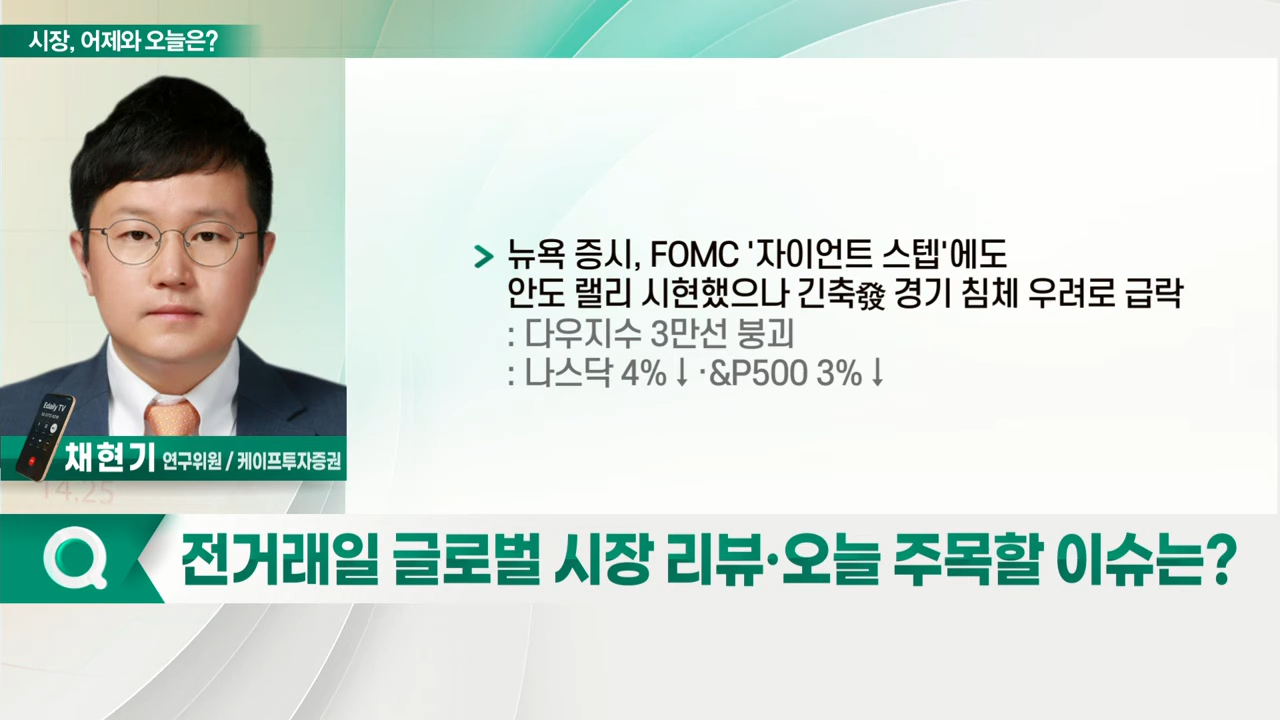 시장, 어제와 오늘은?
뉴욕 증시, FOMC '자이언트 스텝'에도
안도 랠리 시현했으나 긴축發 경기 침체 우려로 급락
: 다우지수 3만선 붕괴
: 나스닥 4%↓·&P500 3%↓
Edaily TV
채현기 연구위원 / 케이프투자증권
14.25
전거래일 글로벌 시장 리뷰·오늘 주목할 이슈는?